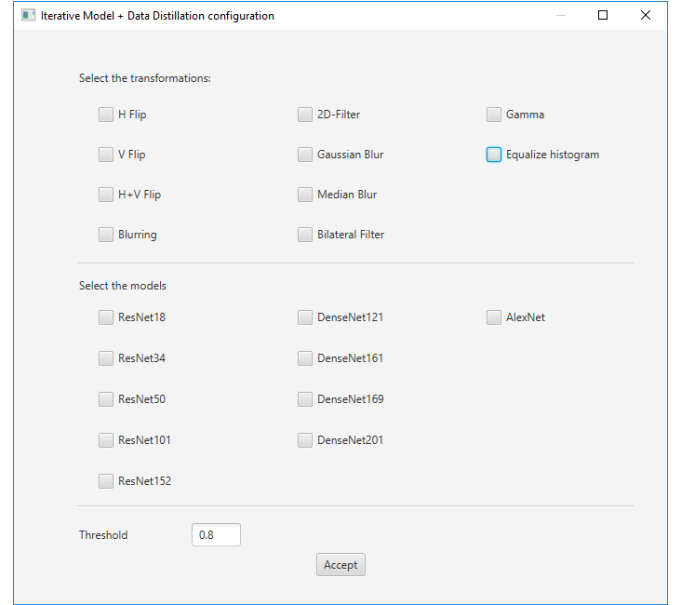 Iterative Model + Data Distillation configuration
Select the transformations:
H Flip 2D-Filter Gamma
V Flip Gaussian Blur Equalize histogram
H+V Flip Median Blur
Blurring Bilateral Filter
Select the models
ResNet18 DenseNet121 AlexNet
ResNet34 DenseNet161
ResNet50 DenseNet169
ResNet101 DenseNet201
ResNet152
Threshold 0.8
Accept